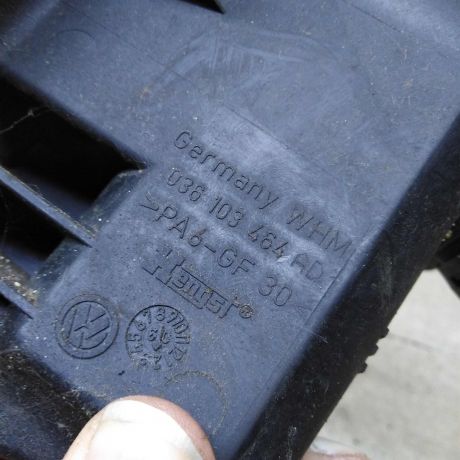 Germany WHM
036 103 464 AD
>PA6-GF 30
Hengst®